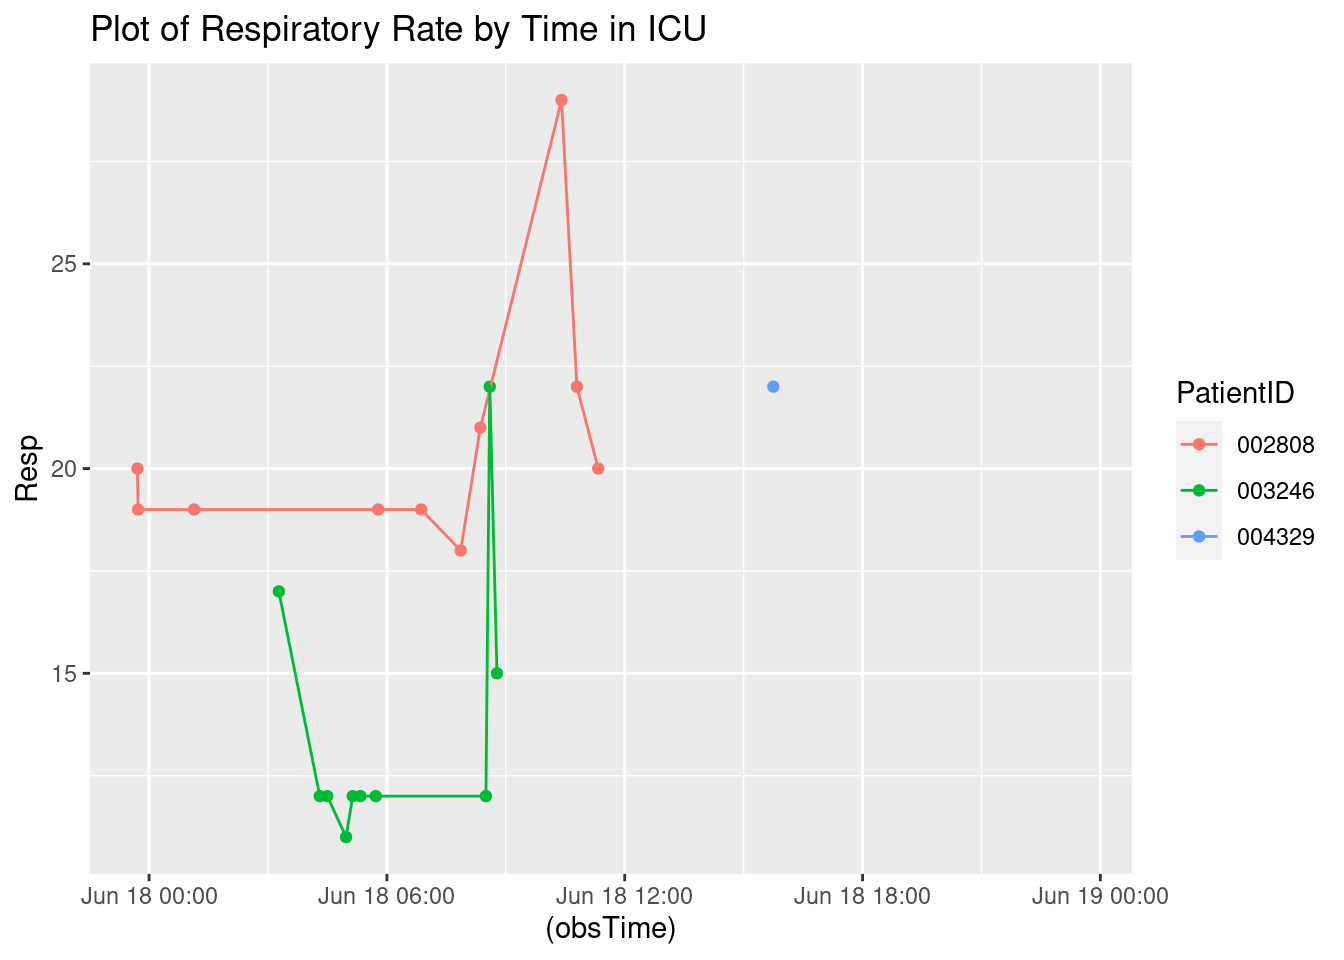 Plot of Respiratory Rate by Time in ICU
Resp
25
20
15
Jun 18 00:00
Jun 18 06:00
Jun 18 12:00
Jun 18 18:00
Jun 19 00:00
(obsTime)
PatientID
002808
003246
004329